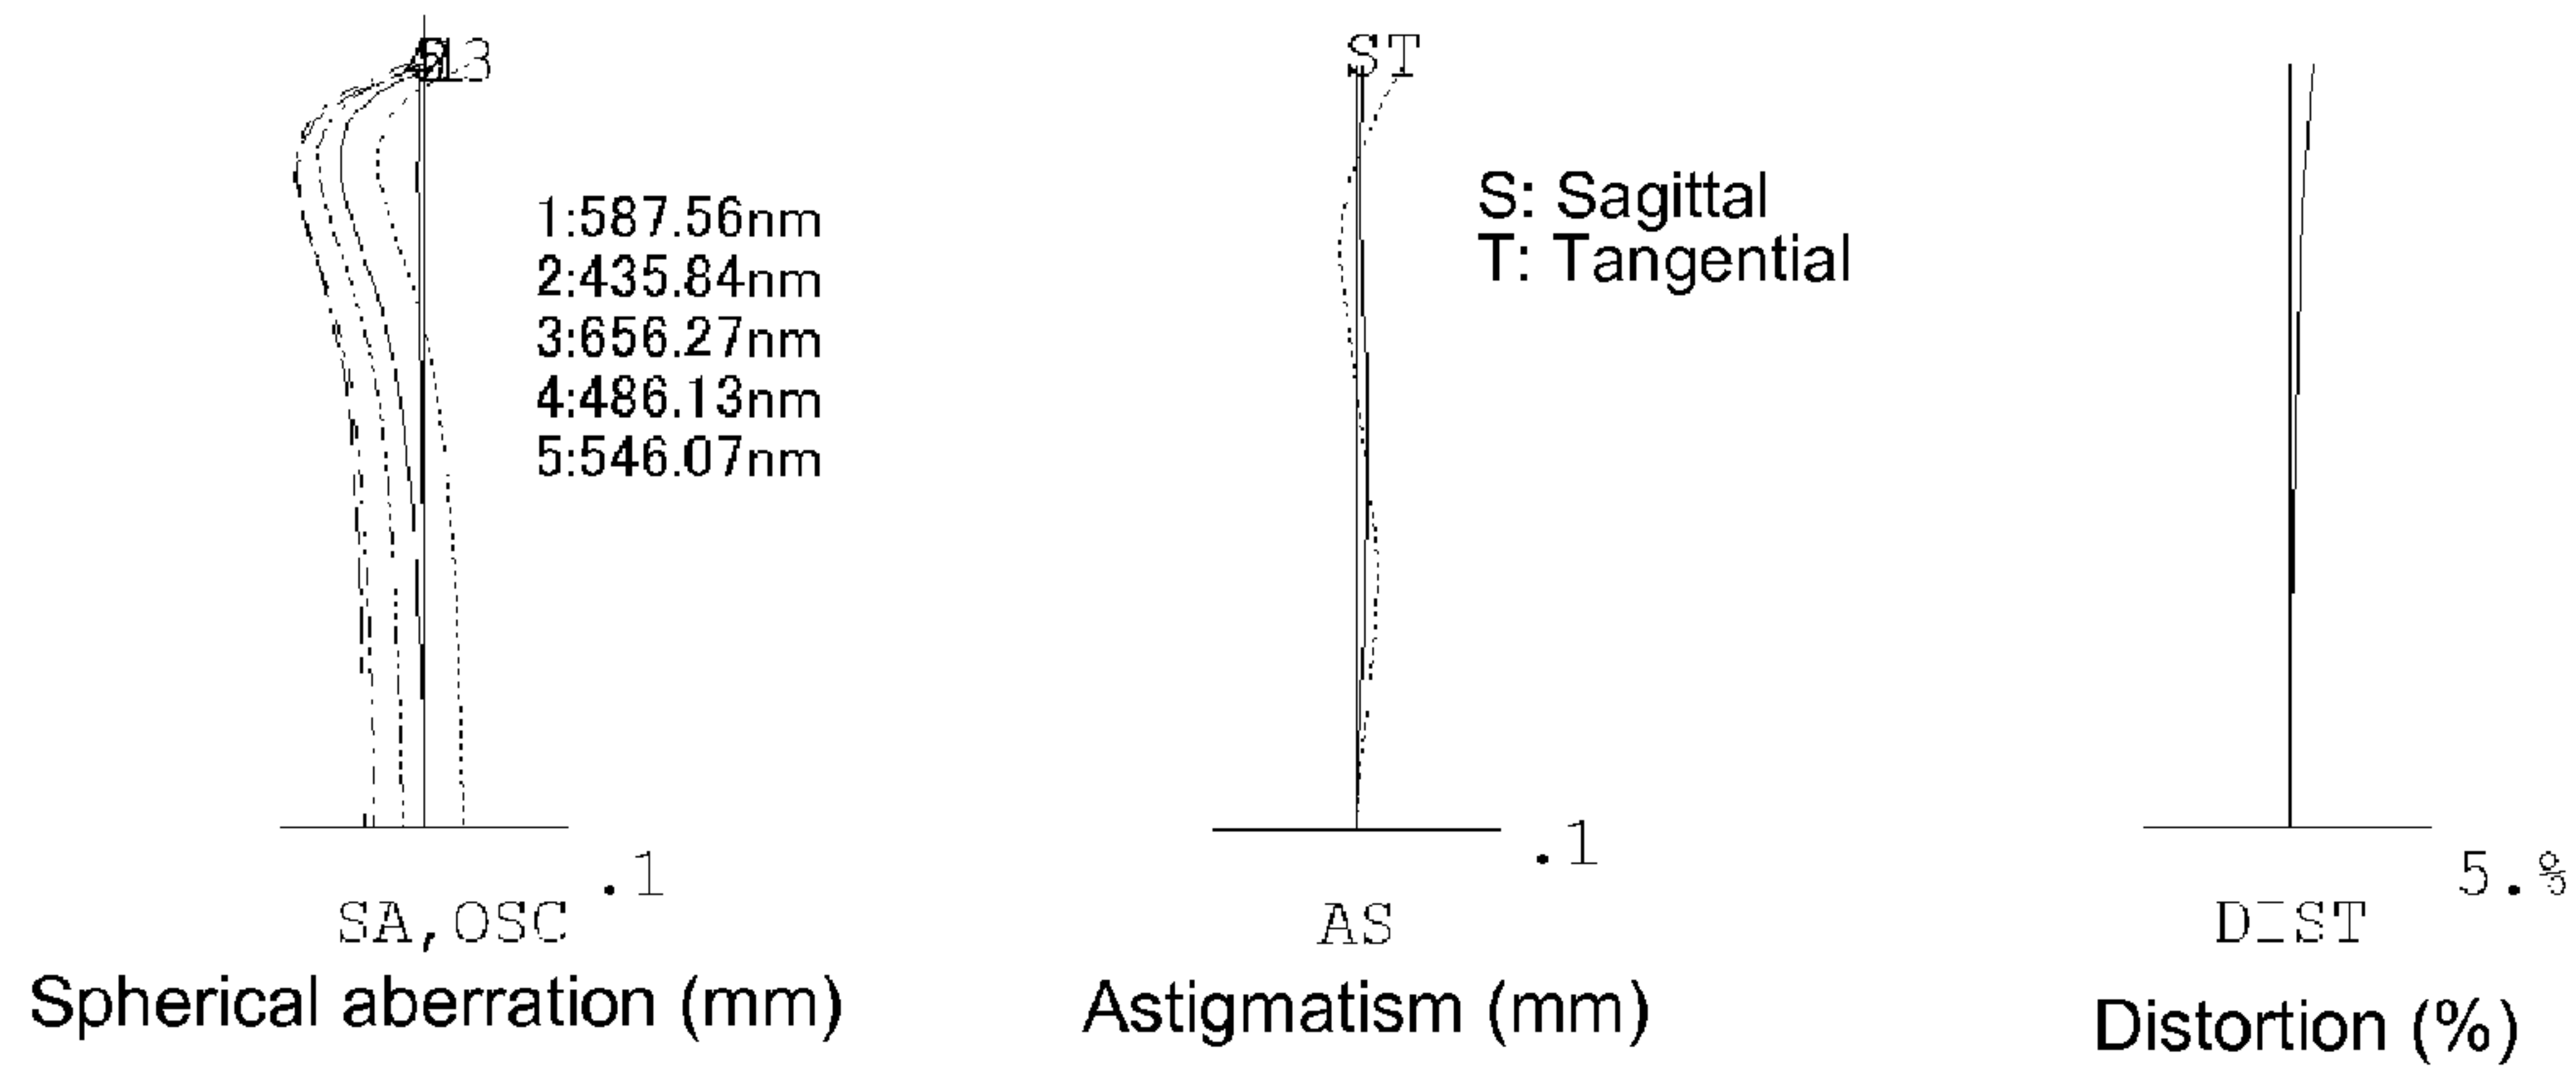 ST
S: Sagittal
T: Tangential
1:587.56nm
2:435.84nm
3:656.27nm
4:486.13nm
5:546.07nm
.1
SA,OSC
Spherical aberration (mm)
.1
AS
Astigmatism (mm)
5.%
DIST
Distortion (%)